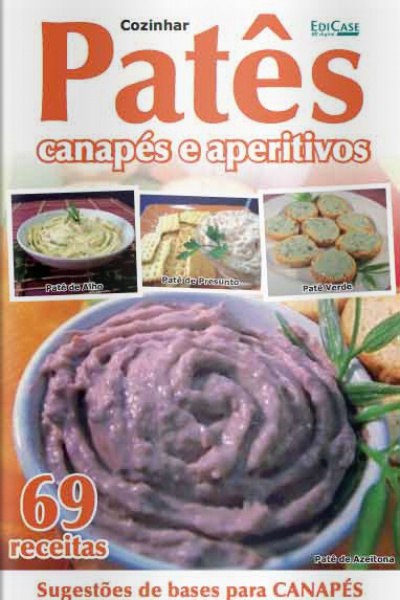 Cozinhar
EDICASE
Patês
canapés e aperitivos
Patê de Alho
Patê de Presunto
Patê Verde
69
receitas
Patê de Azeitona
Sugestões de bases para CANAPÉS